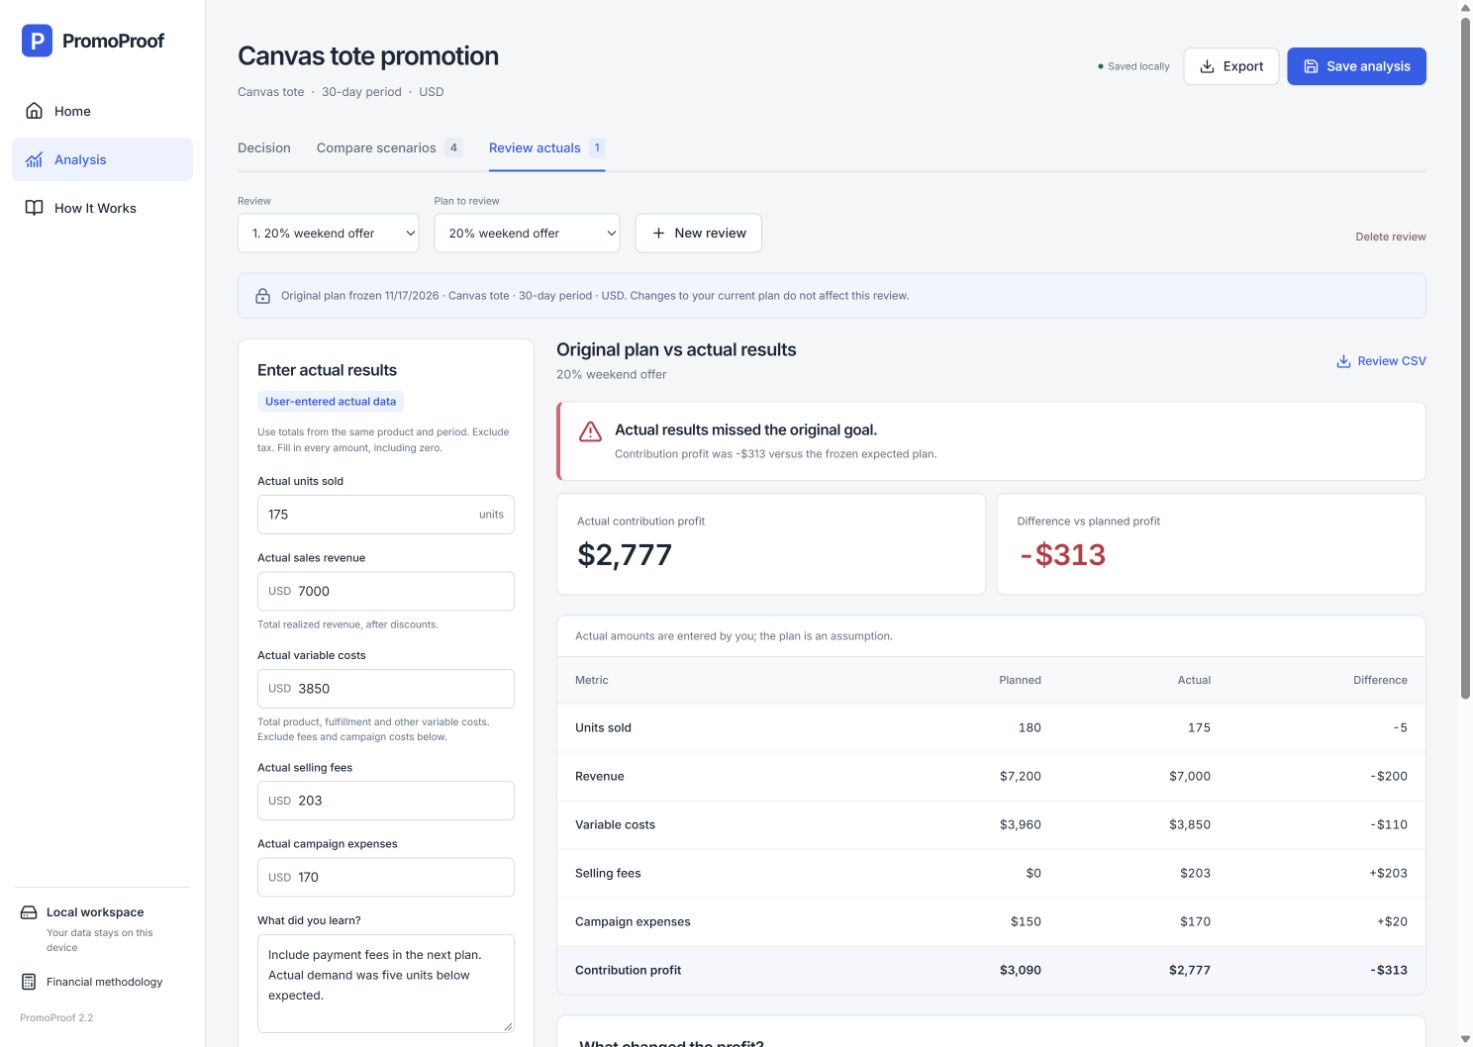 P PromoProof
Home
Analysis
How It Works
Local workspace
Your data stays on this
device
Financial methodology
PromoProof 2.2
Canvas tote promotion
Canvas tote · 30-day period · USD
Saved locally
Export
Save analysis
Decision
Compare scenarios 4
Review actuals 1
Review
1. 20% weekend offer
Plan to review
20% weekend offer
+ New review
Delete review
Original plan frozen 11/17/2026 · Canvas tote · 30-day period · USD. Changes to your current plan do not affect this review.
Enter actual results
User-entered actual data
Use totals from the same product and period. Exclude
tax. Fill in every amount, including zero.
Actual units sold
175 units
Actual sales revenue
USD 7000
Total realized revenue, after discounts.
Actual variable costs
USD 3850
Total product, fulfillment and other variable costs.
Exclude fees and campaign costs below.
Actual selling fees
USD 203
Actual campaign expenses
USD 170
What did you learn?
Include payment fees in the next plan.
Actual demand was five units below
expected.
Original plan vs actual results
20% weekend offer
Review CSV
Actual results missed the original goal.
Contribution profit was -$313 versus the frozen expected plan.
Actual contribution profit
$2,777
Difference vs planned profit
-$313
Actual amounts are entered by you; the plan is an assumption.
Metric Planned Actual Difference
Units sold 180 175 -5
Revenue $7,200 $7,000 -$200
Variable costs $3,960 $3,850 -$110
Selling fees $0 $203 +$203
Campaign expenses $150 $170 +$20
Contribution profit $3,090 $2,777 -$313
What changed the profit?